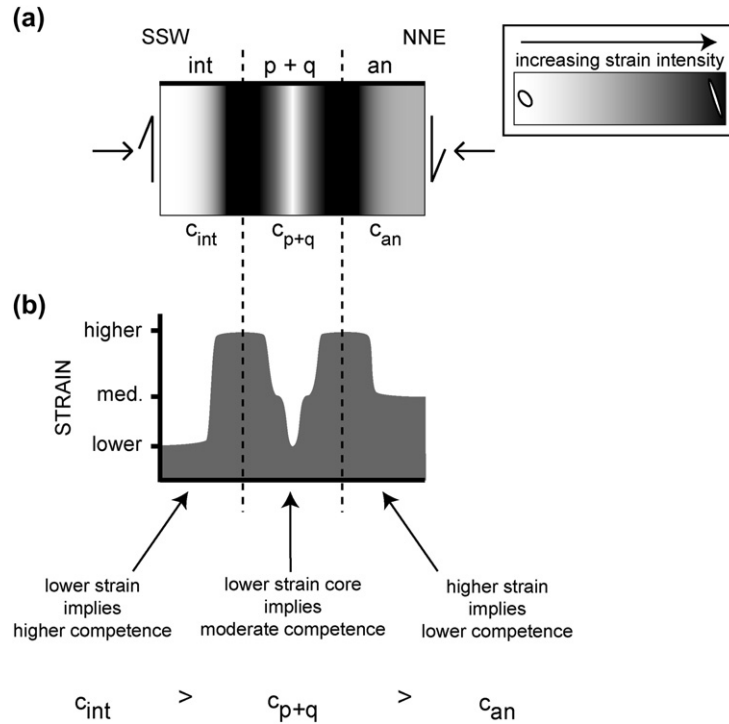 (a)
SSW
NNE
int
p + q
an
increasing strain intensity
c_int
c_p+q
c_an
(b)
STRAIN
higher
med.
lower
lower strain
implies
higher competence
lower strain core
implies
moderate competence
higher strain
implies
lower competence
c_int > c_p+q > c_an